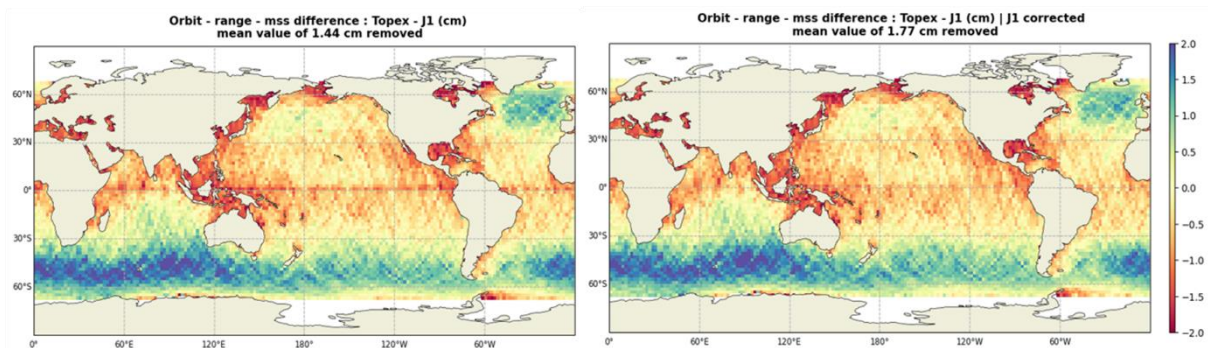 Orbit - range - mss difference : Topex - J1 (cm)
mean value of 1.44 cm removed
60°N
30°N
0°
30°S
60°S
0°
60°E
120°E
180°
120°W
60°W
Orbit - range - mss difference : Topex - J1 (cm) | J1 corrected
mean value of 1.77 cm removed
60°N
30°N
0°
30°S
60°S
0°
60°E
120°E
180°
120°W
60°W
2.0
1.5
1.0
0.5
0.0
−0.5
−1.0
−1.5
−2.0